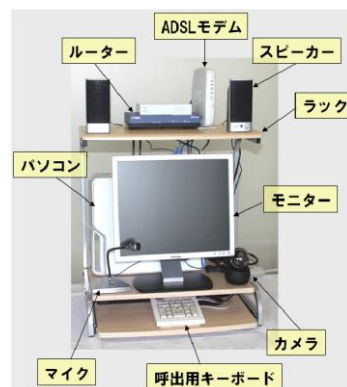 ADSLモデム
ルーター
スピーカー
ラック
パソコン
モニター
カメラ
マイク
呼出用キーボード